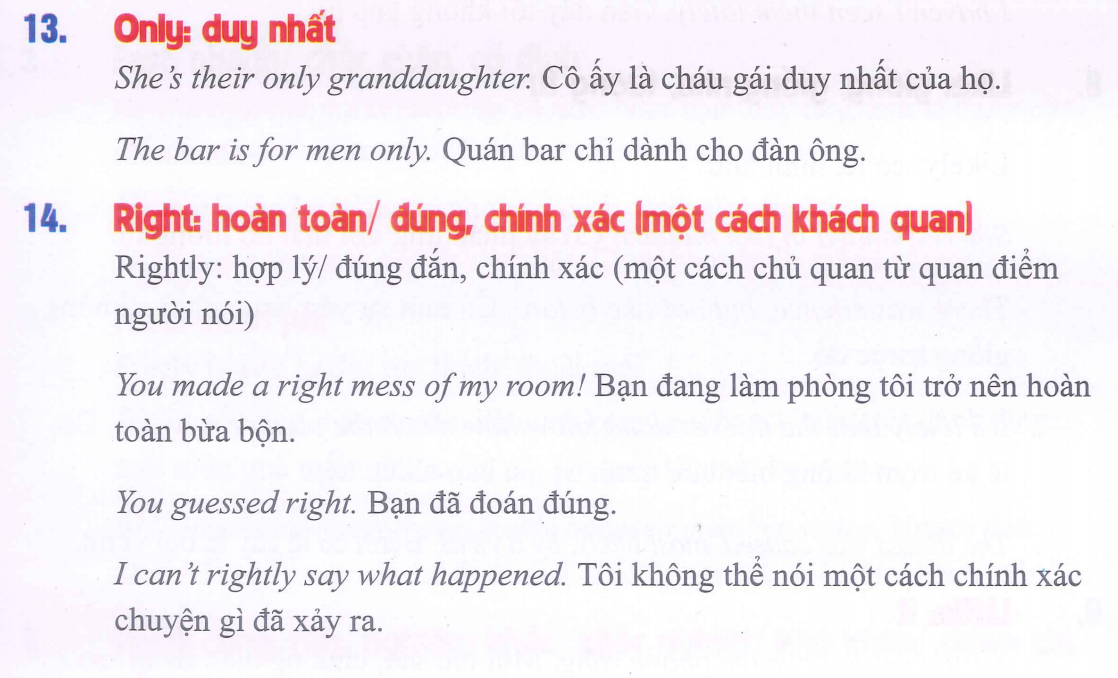 13. Only: duy nhất
She's their only granddaughter. Cô ấy là cháu gái duy nhất của họ.
The bar is for men only. Quán bar chỉ dành cho đàn ông.
14. Right: hoàn toàn/ đúng, chính xác (một cách khách quan)
Rightly: hợp lý/ đúng đắn, chính xác (một cách chủ quan từ quan điểm
người nói)
You made a right mess of my room! Bạn đang làm phòng tôi trở nên hoàn
toàn bừa bộn.
You guessed right. Bạn đã đoán đúng.
I can't rightly say what happened. Tôi không thể nói một cách chính xác
chuyện gì đã xảy ra.